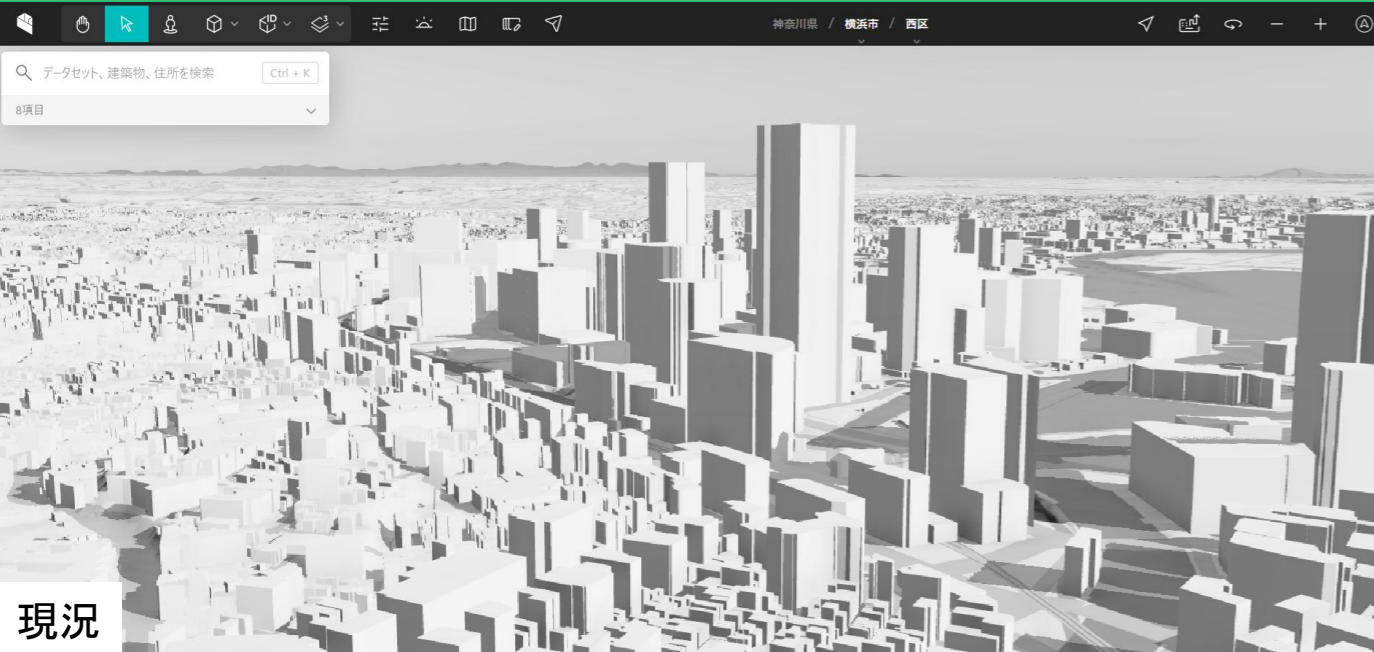 神奈川県 / 横浜市 / 西区
データセット、建築物、住所を検索 Ctrl + K
8項目
現況